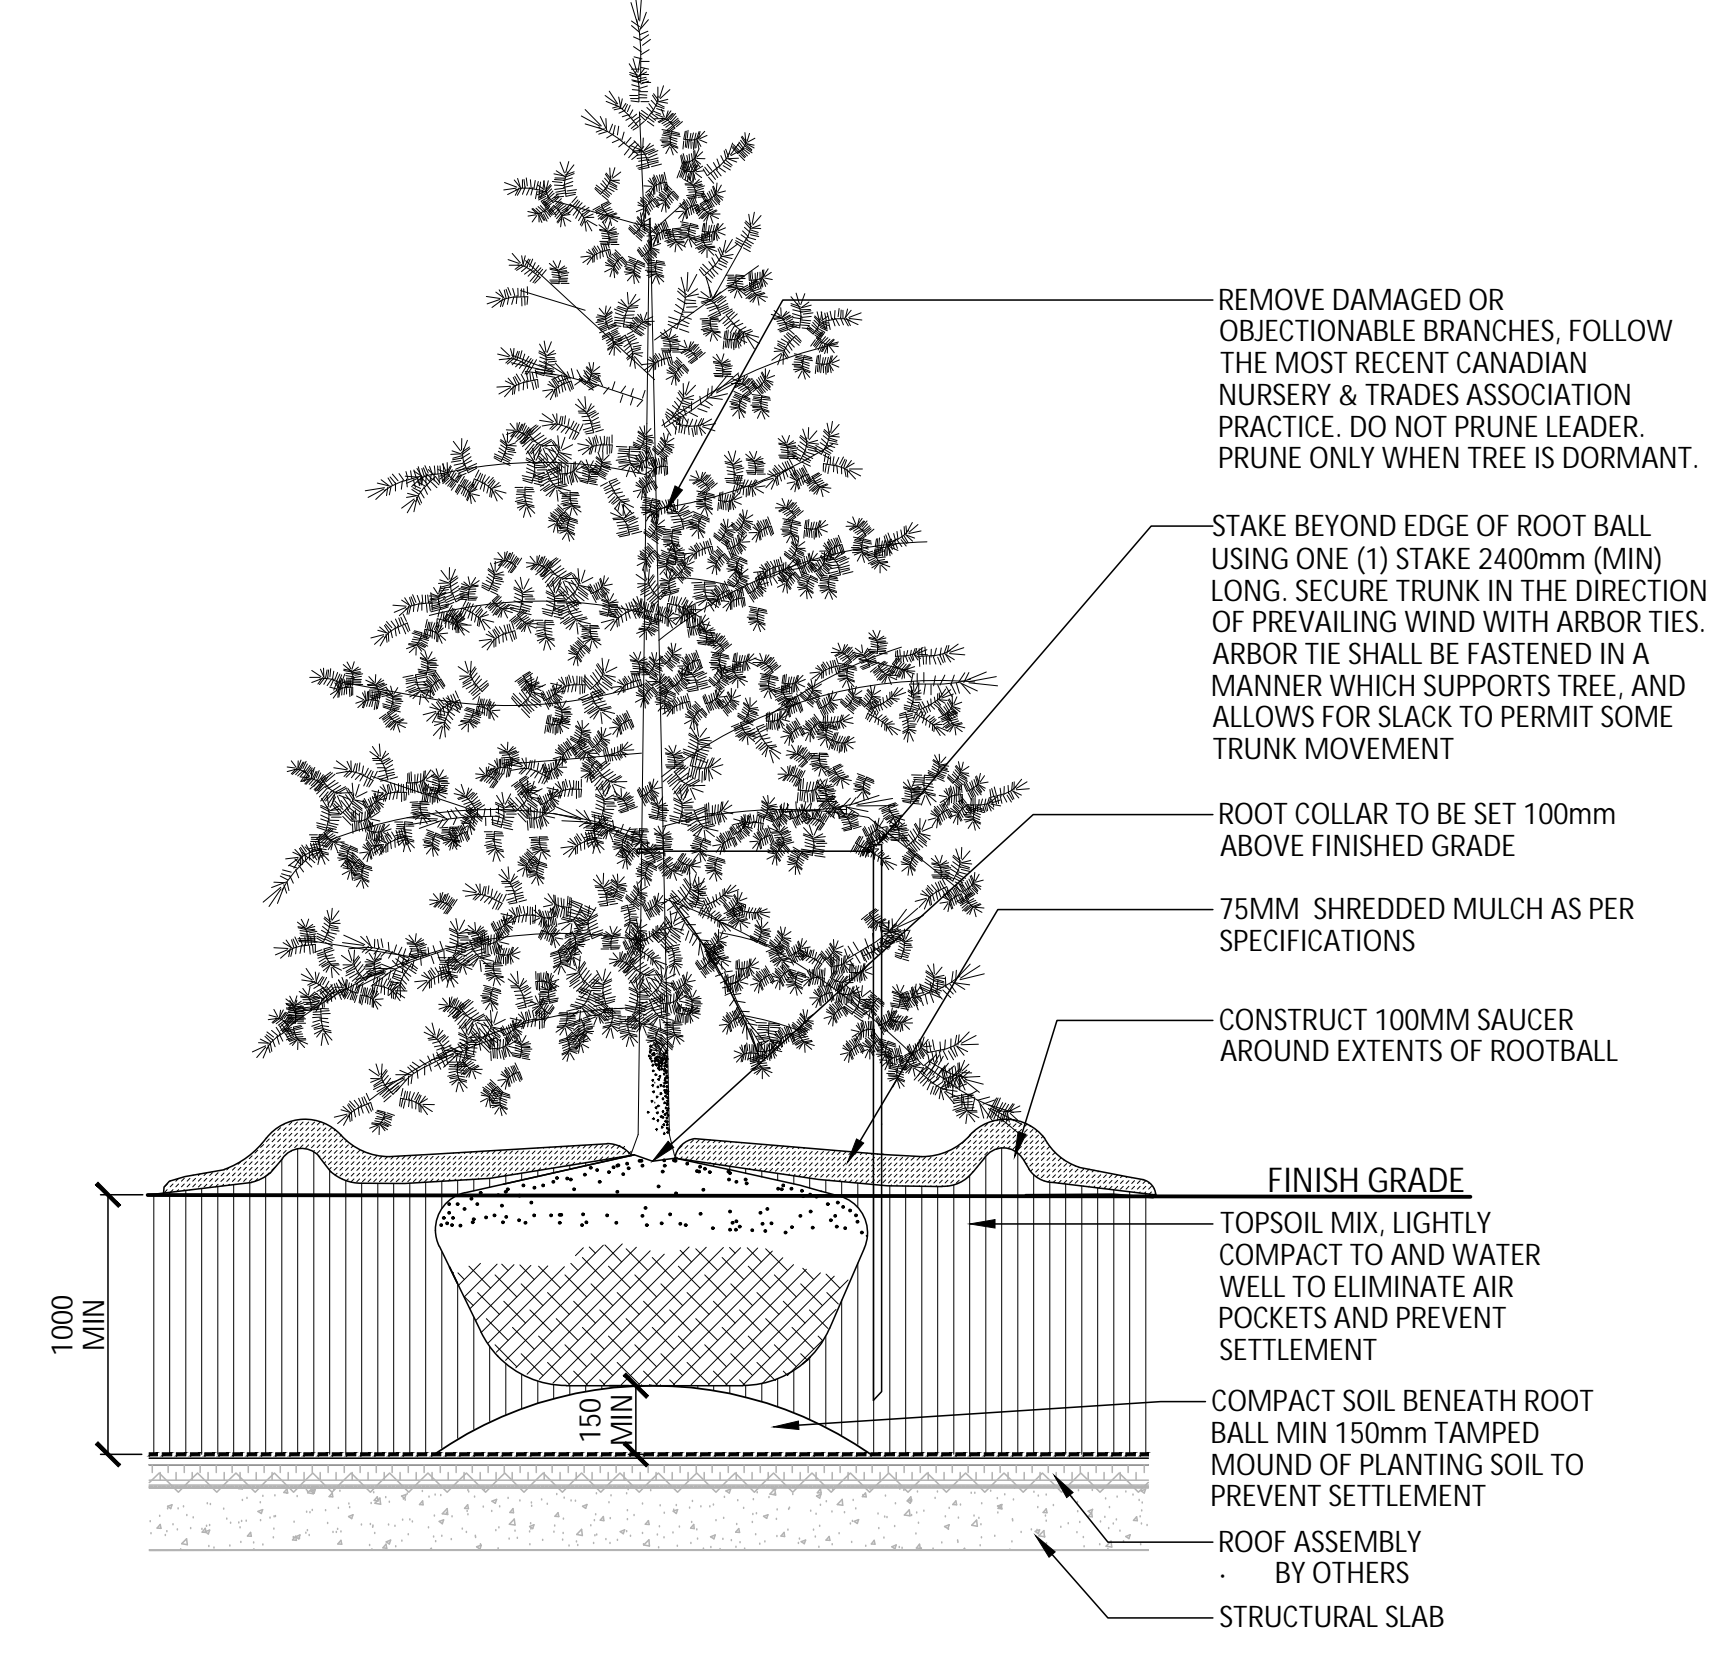 REMOVE DAMAGED OR
OBJECTIONABLE BRANCHES, FOLLOW
THE MOST RECENT CANADIAN
NURSERY & TRADES ASSOCIATION
PRACTICE. DO NOT PRUNE LEADER.
PRUNE ONLY WHEN TREE IS DORMANT.
STAKE BEYOND EDGE OF ROOT BALL
USING ONE (1) STAKE 2400mm (MIN)
LONG. SECURE TRUNK IN THE DIRECTION
OF PREVAILING WIND WITH ARBOR TIES.
ARBOR TIE SHALL BE FASTENED IN A
MANNER WHICH SUPPORTS TREE, AND
ALLOWS FOR SLACK TO PERMIT SOME
TRUNK MOVEMENT
ROOT COLLAR TO BE SET 100mm
ABOVE FINISHED GRADE
75MM SHREDDED MULCH AS PER
SPECIFICATIONS
CONSTRUCT 100MM SAUCER
AROUND EXTENTS OF ROOTBALL
FINISH GRADE
TOPSOIL MIX, LIGHTLY
COMPACT TO AND WATER
WELL TO ELIMINATE AIR
POCKETS AND PREVENT
SETTLEMENT
1000
MIN
150
MIN
COMPACT SOIL BENEATH ROOT
BALL MIN 150mm TAMPED
MOUND OF PLANTING SOIL TO
PREVENT SETTLEMENT
ROOF ASSEMBLY
· BY OTHERS
STRUCTURAL SLAB